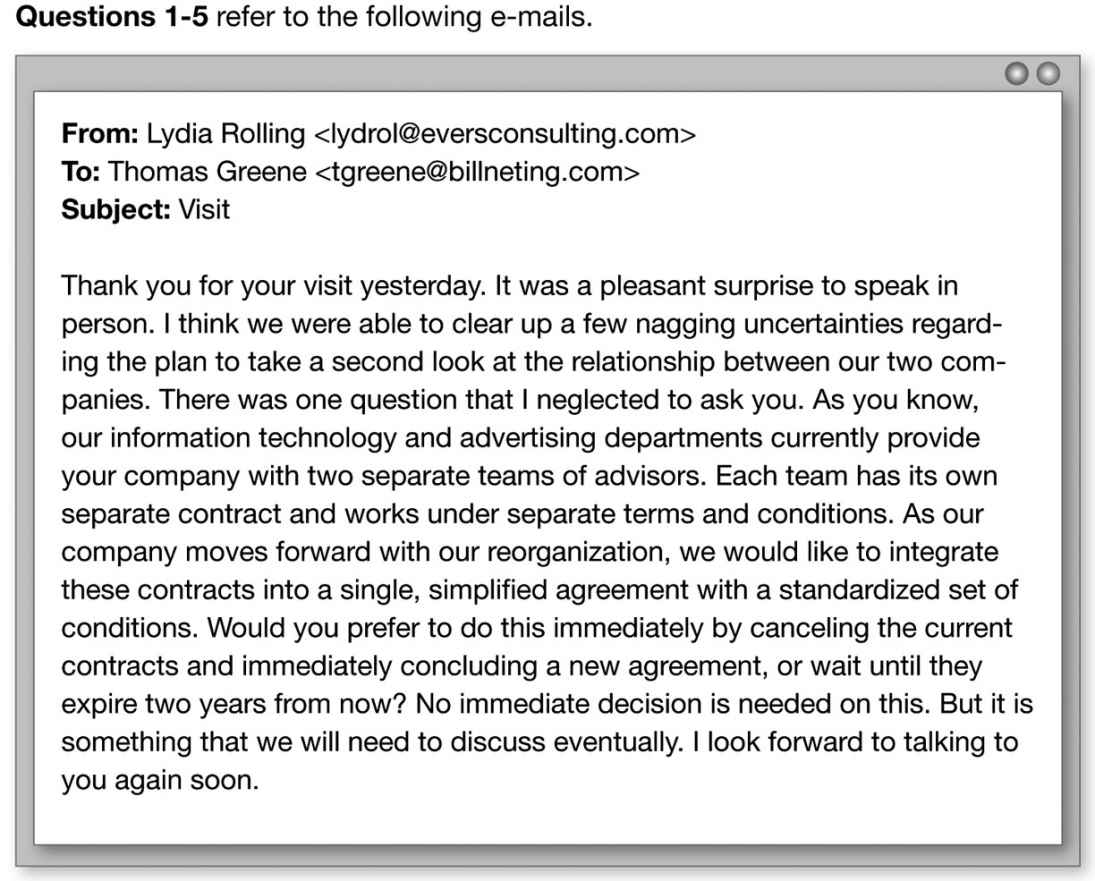 Questions 1-5 refer to the following e-mails.
From: Lydia Rolling <lydrol@eversconsulting.com>
To: Thomas Greene <tgreene@billneting.com>
Subject: Visit
Thank you for your visit yesterday. It was a pleasant surprise to speak in
person. I think we were able to clear up a few nagging uncertainties regard-
ing the plan to take a second look at the relationship between our two com-
panies. There was one question that I neglected to ask you. As you know,
our information technology and advertising departments currently provide
your company with two separate teams of advisors. Each team has its own
separate contract and works under separate terms and conditions. As our
company moves forward with our reorganization, we would like to integrate
these contracts into a single, simplified agreement with a standardized set of
conditions. Would you prefer to do this immediately by canceling the current
contracts and immediately concluding a new agreement, or wait until they
expire two years from now? No immediate decision is needed on this. But it is
something that we will need to discuss eventually. I look forward to talking to
you again soon.